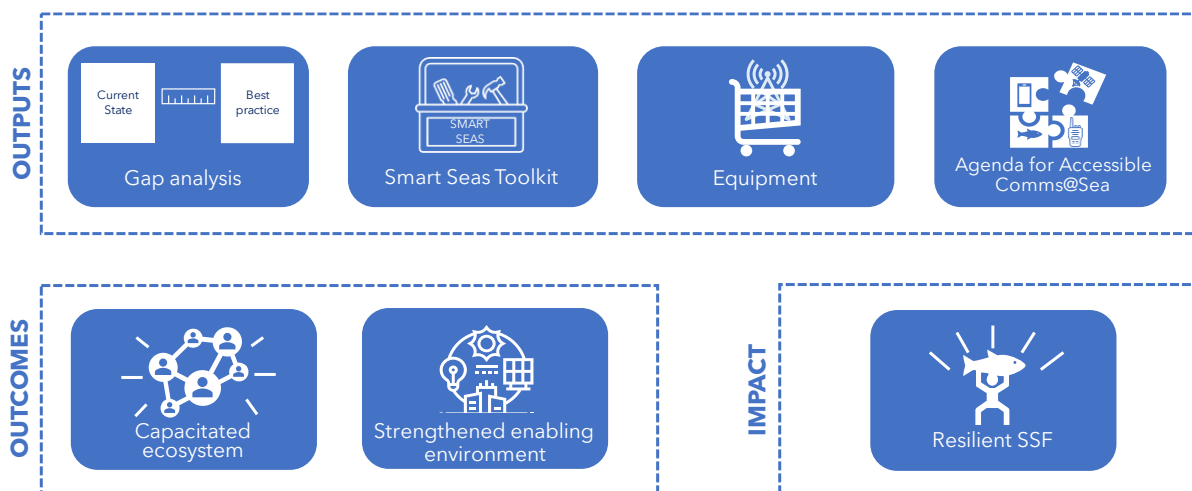 OUTPUTS
Current
State
Best
practice
Gap analysis
SMART
SEAS
Smart Seas Toolkit
Equipment
Agenda for Accessible
Comms@Sea
OUTCOMES
Capacitated
ecosystem
Strengthened enabling
environment
IMPACT
Resilient SSF